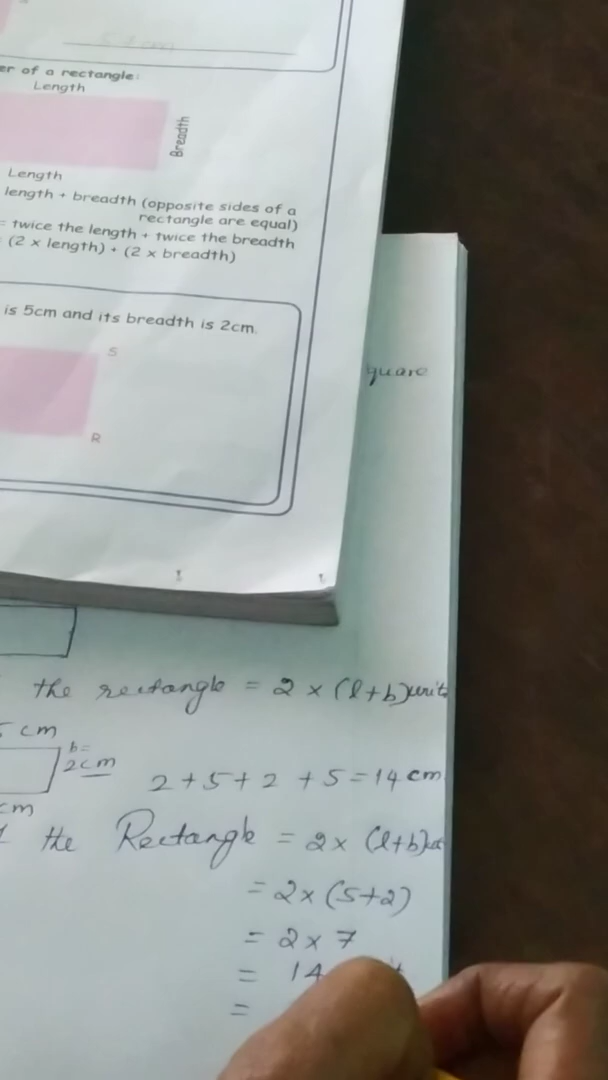 er of a rectangle:
Length
Breadth
Length
length + breadth (opposite sides of a
rectangle are equal)
= twice the length + twice the breadth
(2 x length) + (2 x breadth)
is 5cm and its breadth is 2cm.
S
R
quare
the rectangle = 2 × (l+b)units
5 cm
b=
2cm
2+5+2+5=14cm
cm
the Rectangle = 2× (l+b)
= 2×(5+2)
= 2×7
= 14
=